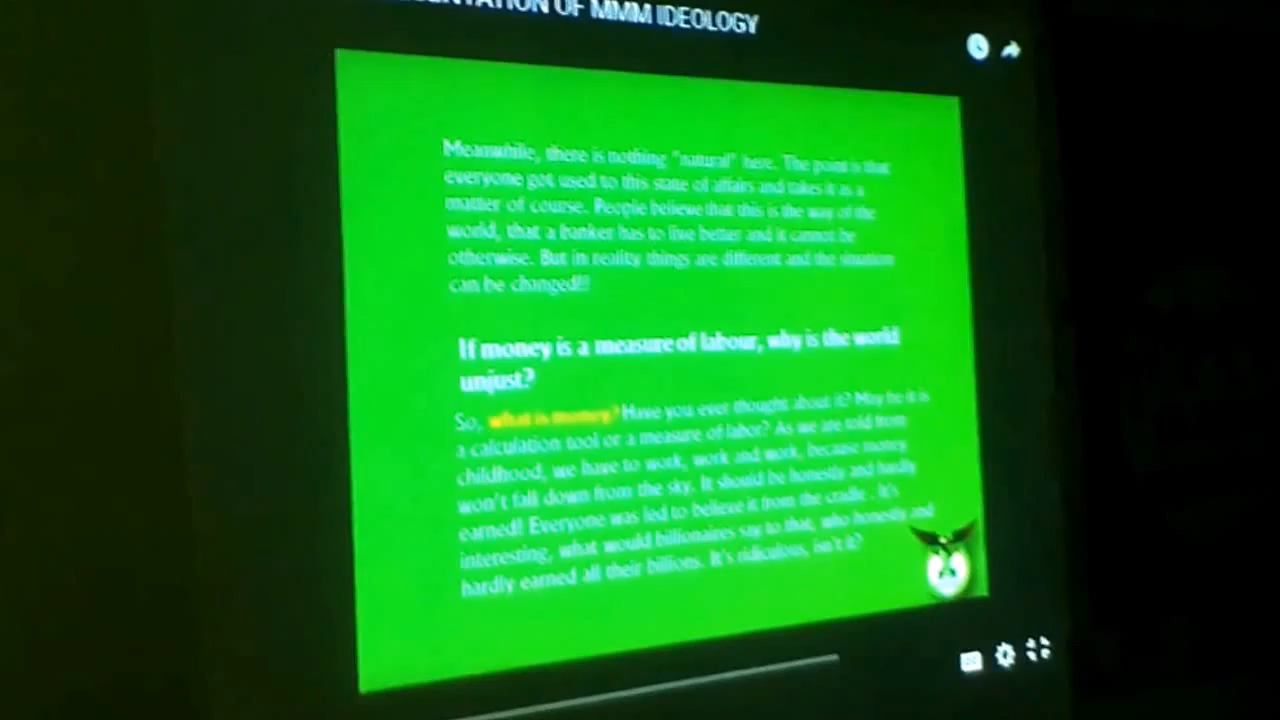 OF MMM IDEOLOGY
Meanwhile, there is nothing "natural" here. The point is that
everyone got used to this state of affairs and takes it as a
matter of course. People believe that this is the way of the
world, that a banker has to live better and it cannot be
otherwise. But in reality things are different and the situation
can be changed!!!
If money is a measure of labour, why is the world
unjust?
So, what is money? Have you ever thought about it? May be it is
a calculation tool or a measure of labor? As we are told from
childhood, we have to work, work and work, because money
won't fall down from the sky. It should be honestly and hardly
earned! Everyone was led to believe it from the cradle . It's
interesting, what would billionaires say to that, who honestly and
hardly earned all their billions. It's ridiculous, isn't it?